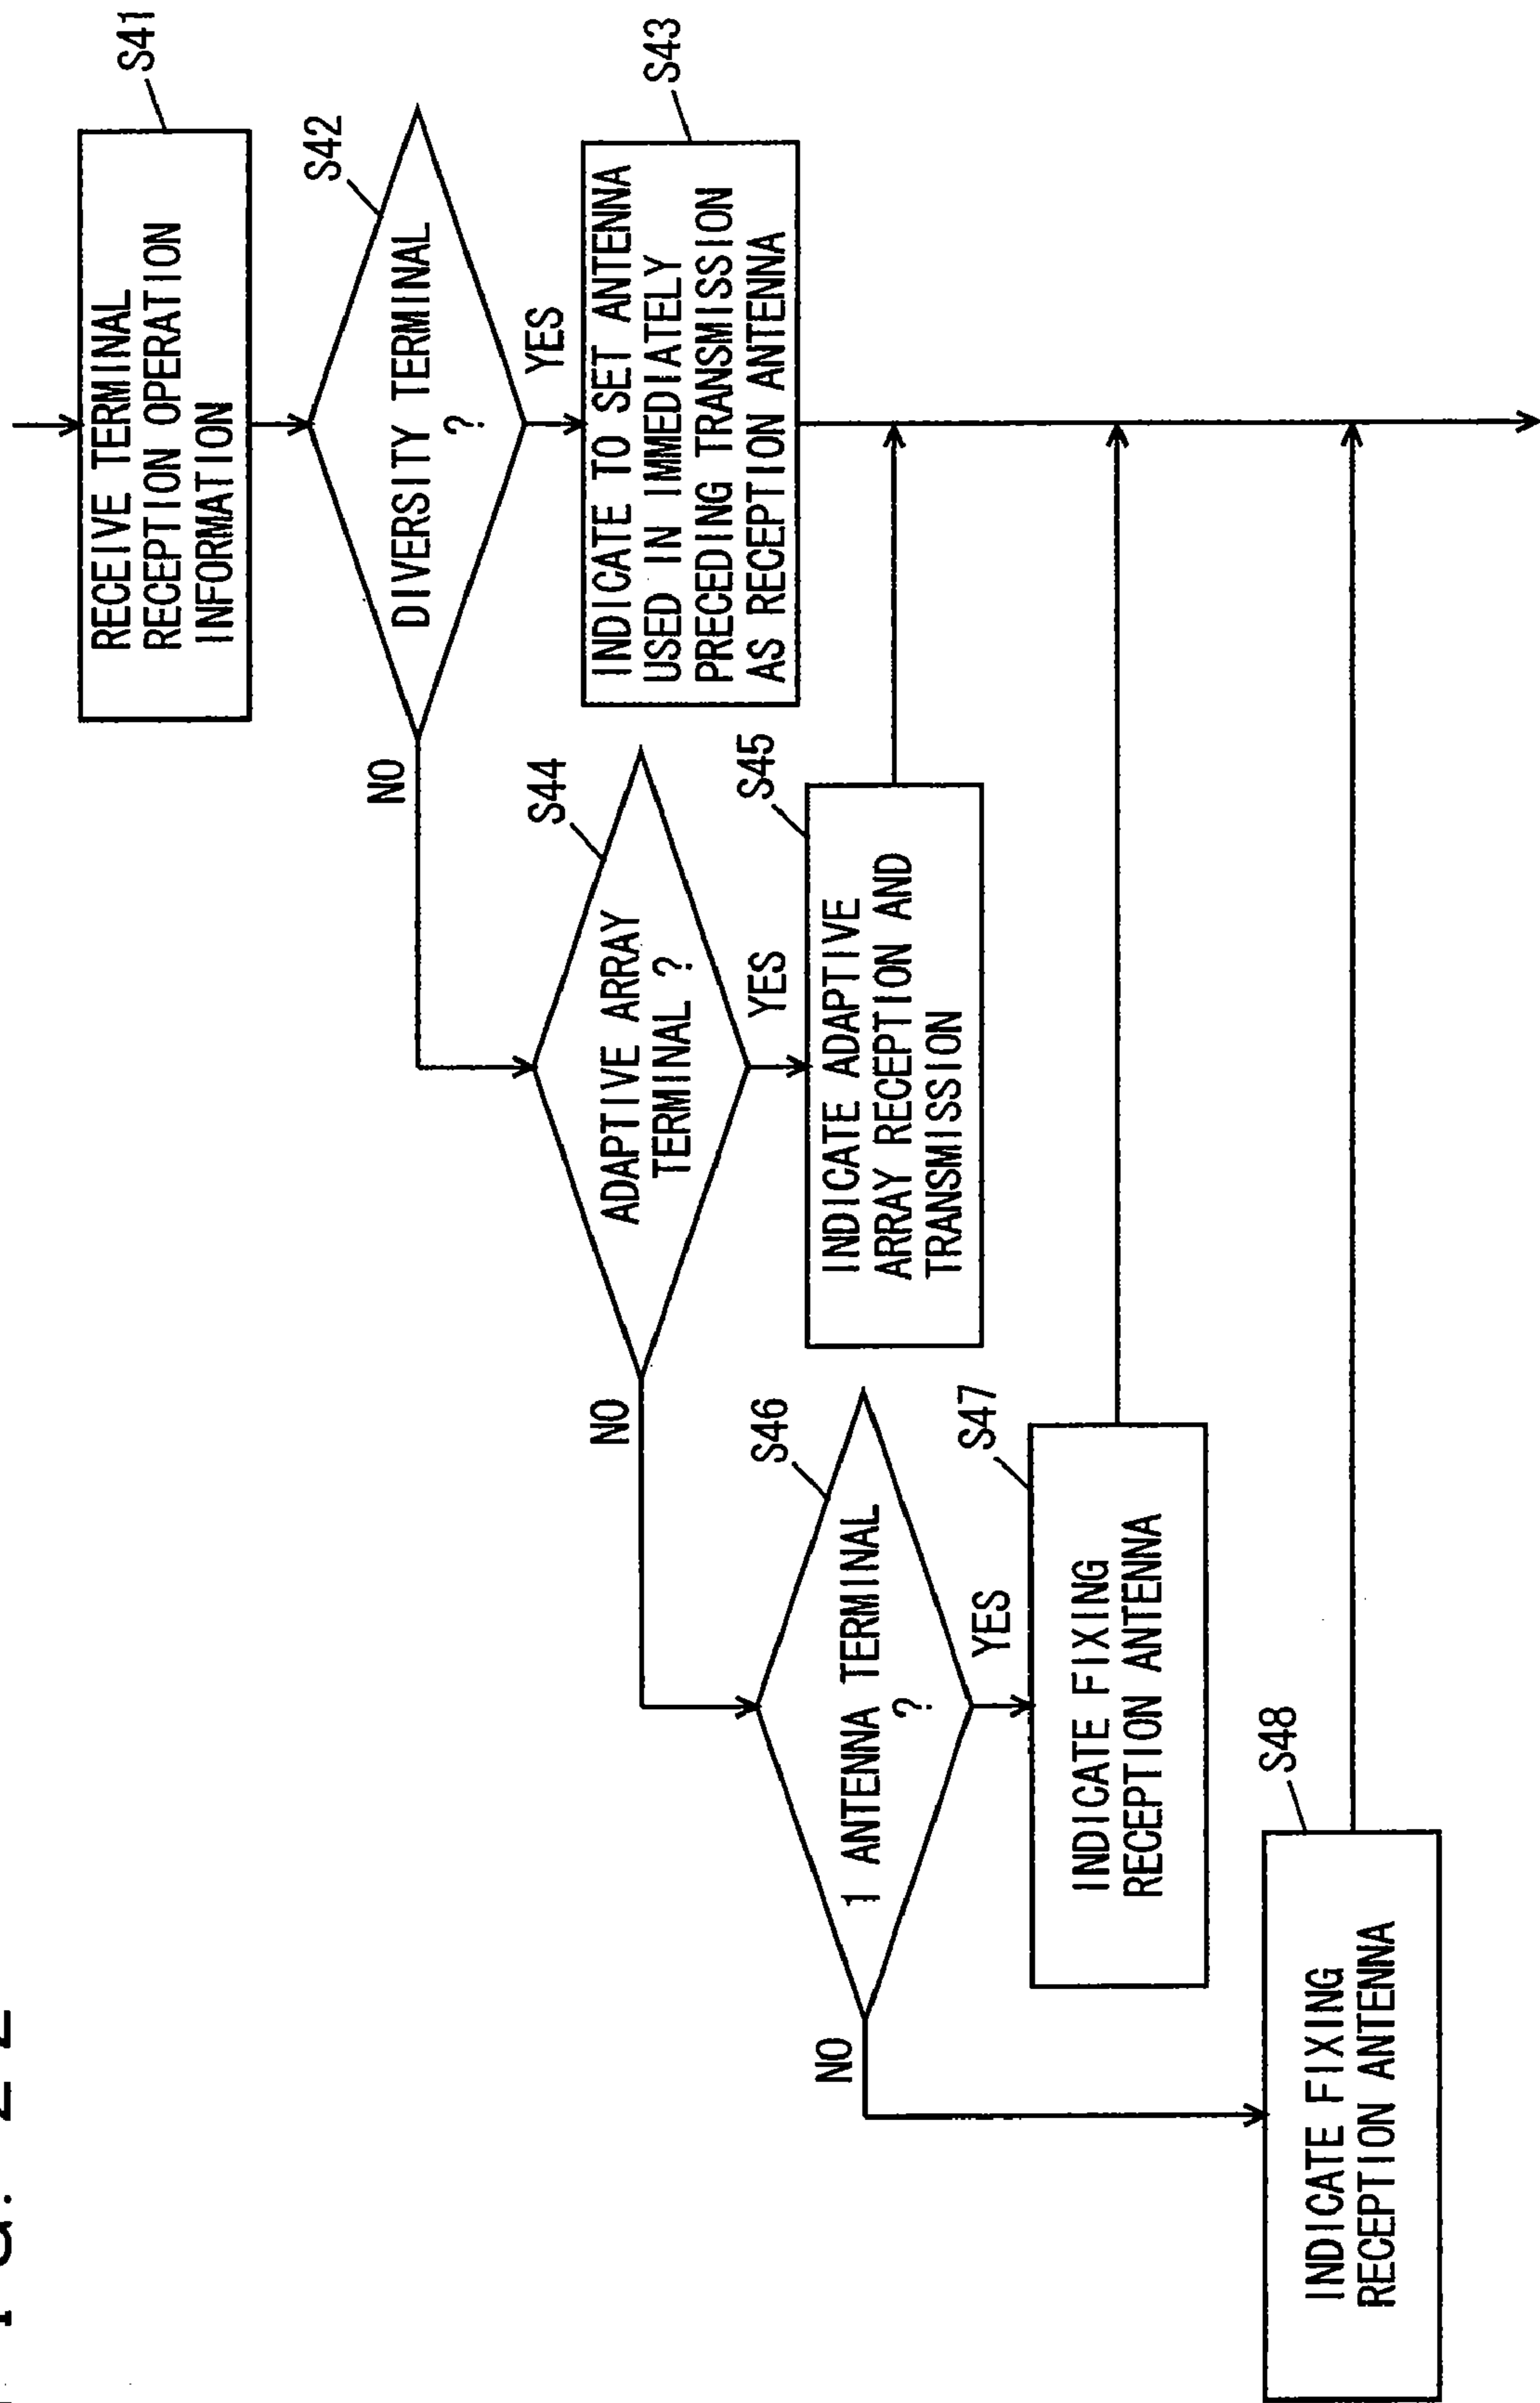 S41
RECEIVE TERMINAL
RECEPTION OPERATION
INFORMATION
S42
DIVERSITY TERMINAL
?
NO
YES
S43
INDICATE TO SET ANTENNA
USED IN IMMEDIATELY
PRECEDING TRANSMISSION
AS RECEPTION ANTENNA
S44
ADAPTIVE ARRAY
TERMINAL ?
NO
YES
S45
INDICATE ADAPTIVE
ARRAY RECEPTION AND
TRANSMISSION
S46
1 ANTENNA TERMINAL
?
NO
YES
S47
INDICATE FIXING
RECEPTION ANTENNA
S48
INDICATE FIXING
RECEPTION ANTENNA